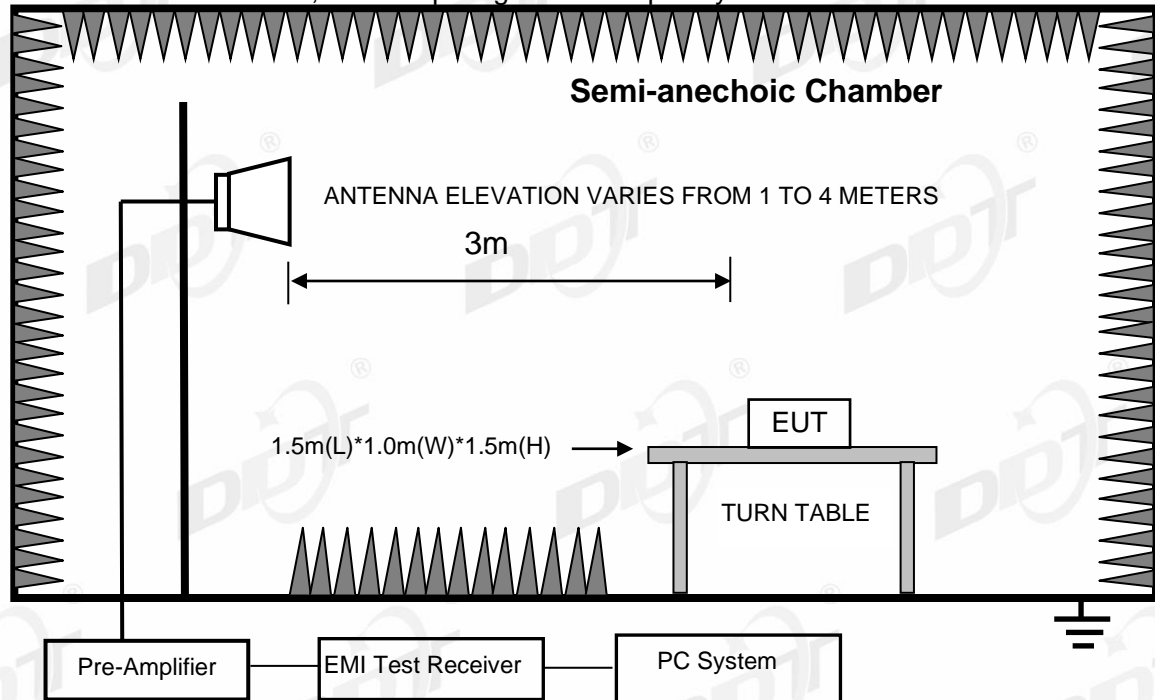 Semi-anechoic Chamber
ANTENNA ELEVATION VARIES FROM 1 TO 4 METERS
3m
EUT
1.5m(L)*1.0m(W)*1.5m(H)
TURN TABLE
Pre-Amplifier
EMI Test Receiver
PC System
DDT
®